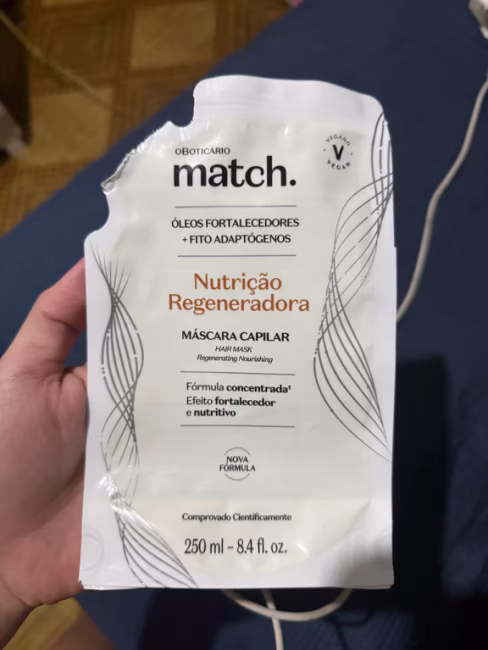 oBOTICÁRIO
match.
VEGANO
V
VEGAN
ÓLEOS FORTALECEDORES
+ FITO ADAPTÓGENOS
Nutrição
Regeneradora
MÁSCARA CAPILAR
HAIR MASK
Regenerating Nourishing
Fórmula concentrada¹
Efeito fortalecedor
e nutritivo
NOVA
FÓRMULA
Comprovado Cientificamente
250 ml - 8.4 fl. oz.